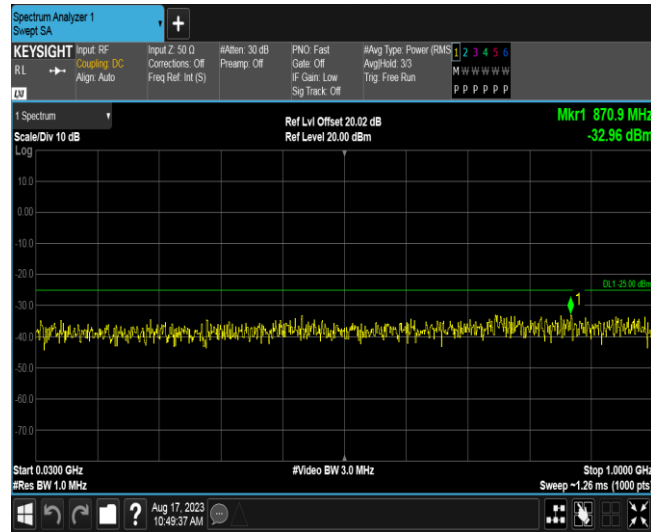 Spectrum Analyzer 1
Swept SA
+
KEYSIGHT
RL
LXI
Input: RF
Coupling: DC
Align: Auto
Input Z: 50 Ω
Corrections: Off
Freq Ref: Int (S)
#Atten: 30 dB
Preamp: Off
PNO: Fast
Gate: Off
IF Gain: Low
Sig Track: Off
#Avg Type: Power (RMS
Avg|Hold: 3/3
Trig: Free Run
1 2 3 4 5 6
M W W W W W
P P P P P P
1 Spectrum
Scale/Div 10 dB
Log
Ref Lvl Offset 20.02 dB
Ref Level 20.00 dBm
Mkr1 870.9 MHz
-32.96 dBm
10.0
0.00
-10.0
-20.0
DL1 -25.00 dBm
1
-30.0
-40.0
-50.0
-60.0
-70.0
Start 0.0300 GHz
#Res BW 1.0 MHz
#Video BW 3.0 MHz
Stop 1.0000 GHz
Sweep ~1.26 ms (1000 pts)
?
Aug 17, 2023
10:49:37 AM